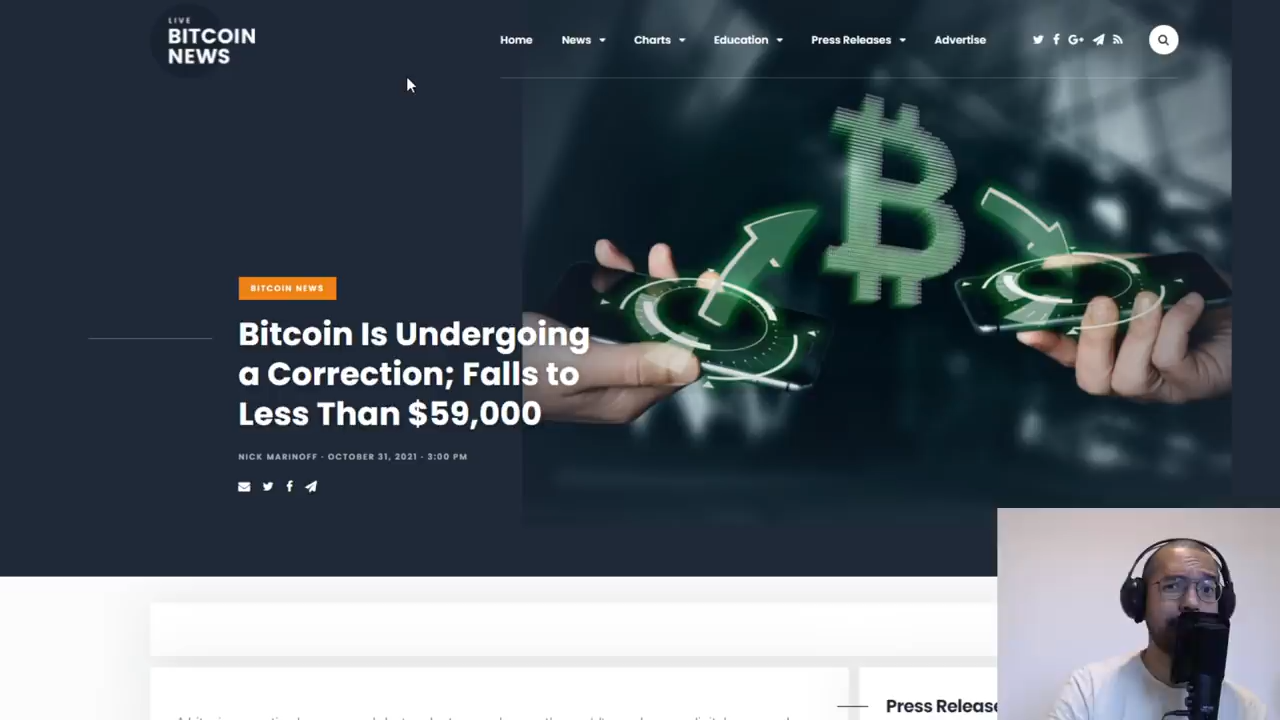 LIVE
BITCOIN
NEWS
Home News Charts Education Press Releases Advertise
BITCOIN NEWS
Bitcoin Is Undergoing
a Correction; Falls to
Less Than $59,000
NICK MARINOFF - OCTOBER 31, 2021 - 3:00 PM
Press Release